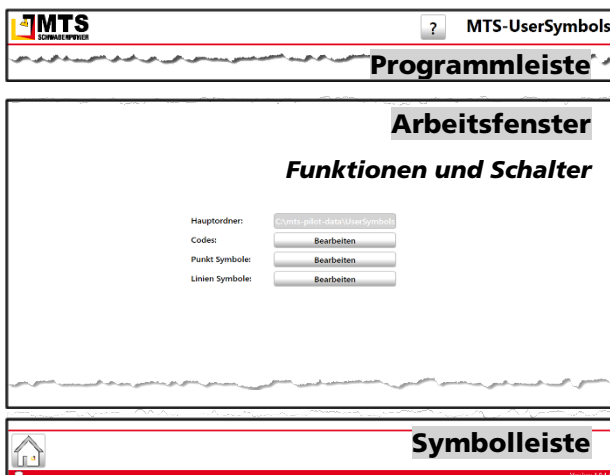 MTS
SCHWABENPOWER
? MTS-UserSymbols
Programmleiste
Arbeitsfenster
Funktionen und Schalter
Hauptordner: C:\mts-pilot-data\UserSymbols
Codes: Bearbeiten
Punkt Symbole: Bearbeiten
Linien Symbole: Bearbeiten
Symbolleiste